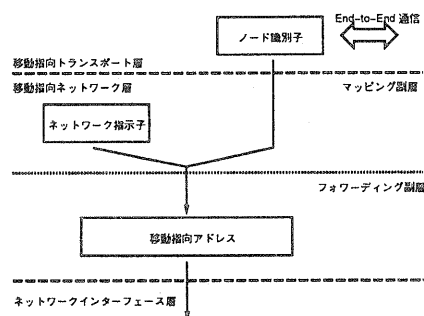 End-to-End 通信
ノード識別子
移動指向トランスポート層
移動指向ネットワーク層
マッピング副層
ネットワーク指示子
フォワーディング副層
移動指向アドレス
ネットワークインターフェース層